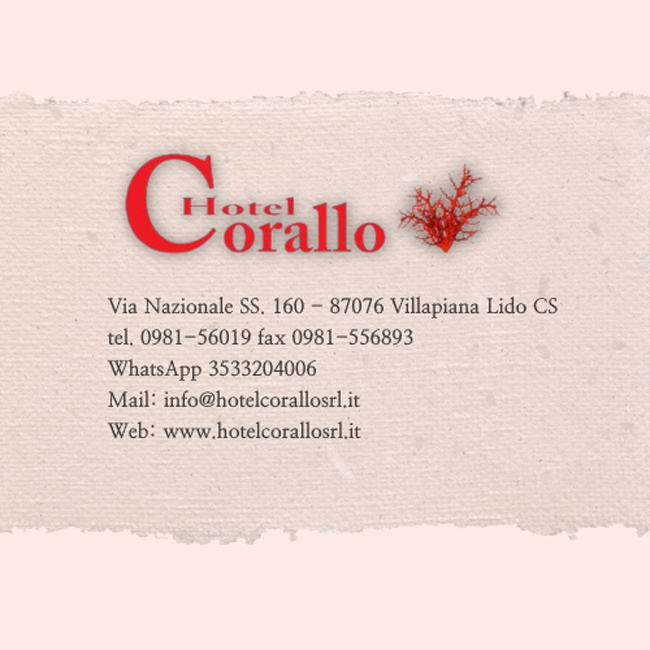 Hotel
Corallo
Via Nazionale SS. 160 - 87076 Villapiana Lido CS
tel. 0981-56019 fax 0981-556893
WhatsApp 3533204006
Mail: info@hotelcorallosrl.it
Web: www.hotelcorallosrl.it